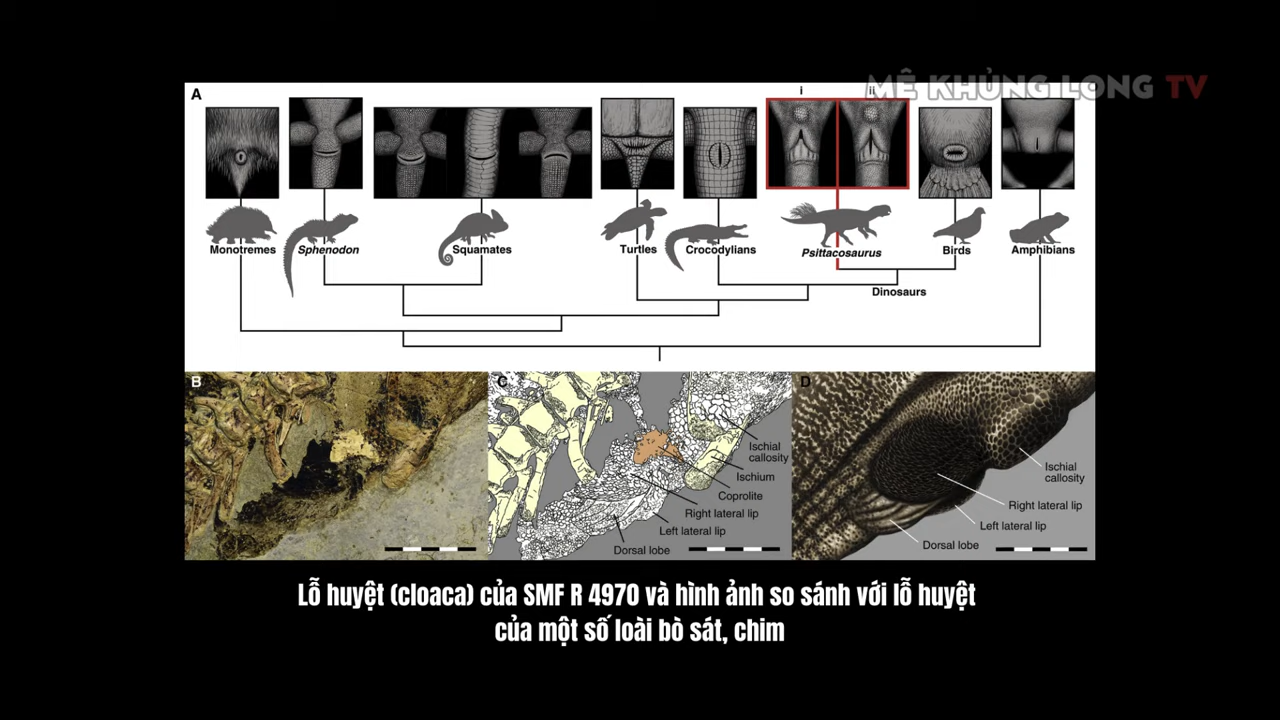 MÊ KHỦNG LONG TV
A
i
ii
Monotremes
Sphenodon
Squamates
Turtles
Crocodylians
Psittacosaurus
Birds
Amphibians
Dinosaurs
B
C
Ischial
callosity
Ischium
Coprolite
Right lateral lip
Left lateral lip
Dorsal lobe
D
Ischial
callosity
Right lateral lip
Left lateral lip
Dorsal lobe
Lỗ huyệt (cloaca) của SMF R 4970 và hình ảnh so sánh với lỗ huyệt
của một số loài bò sát, chim